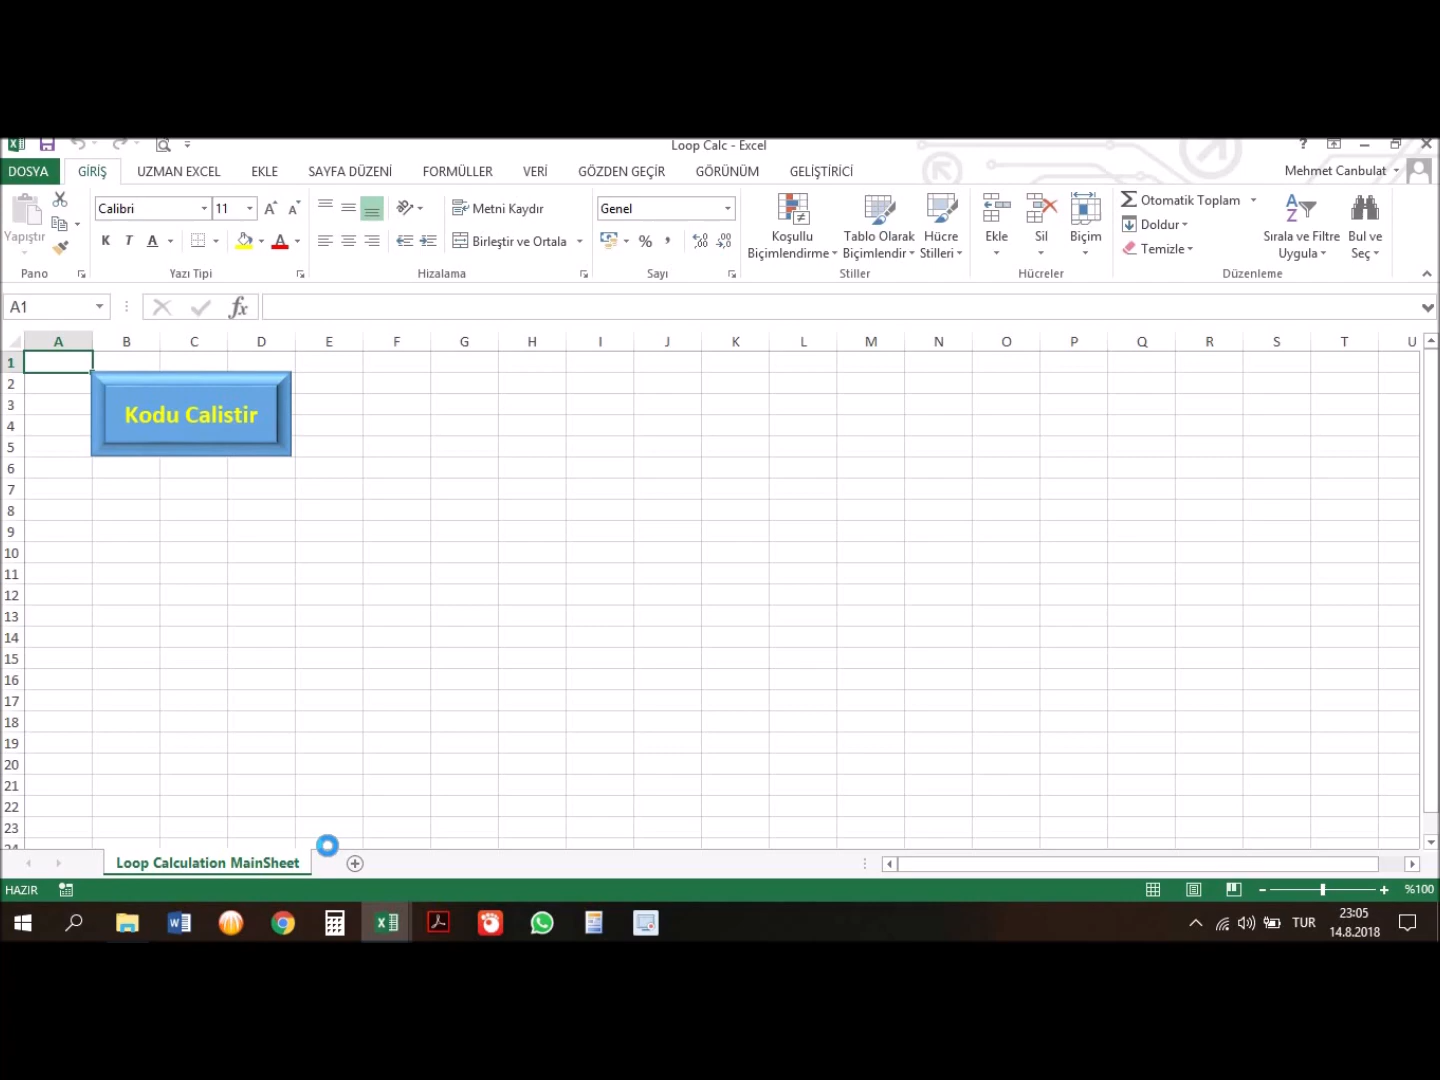 Loop Calc - Excel
?
DOSYA GİRİŞ UZMAN EXCEL EKLE SAYFA DÜZENİ FORMÜLLER VERİ GÖZDEN GEÇİR GÖRÜNÜM GELİŞTİRİCİ Mehmet Canbulat
Yapıştır
Pano
Calibri 11
K T A A
Yazı Tipi
Metni Kaydır
Birleştir ve Ortala
Hizalama
Genel
%
Sayı
Koşullu Biçimlendirme
Tablo Olarak Biçimlendir
Hücre Stilleri
Stiller
Ekle Sil Biçim
Hücreler
Otomatik Toplam
Doldur
Temizle
Sırala ve Filtre Uygula
Bul ve Seç
Düzenleme
A1 fx
A B C D E F G H I J K L M N O P Q R S T U
1
2
3
4
5
6
7
8
9
10
11
12
13
14
15
16
17
18
19
20
21
22
23
24
Kodu Calistir
Loop Calculation MainSheet
HAZIR %100
TUR 23:05
14.8.2018